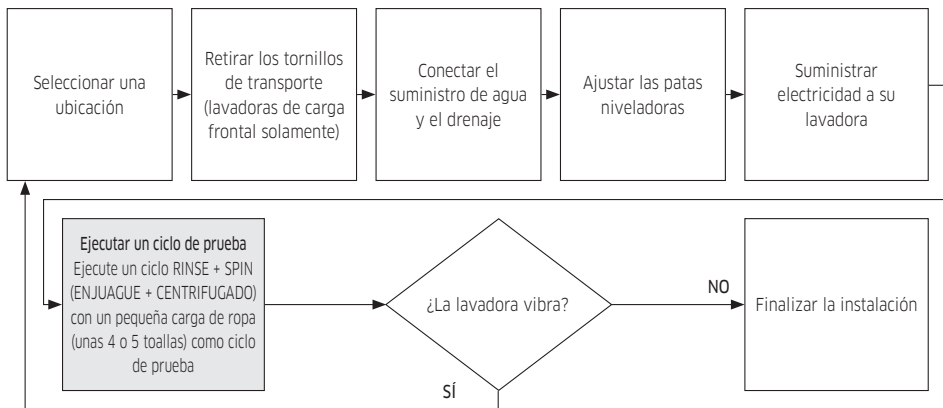 Seleccionar una
ubicación
Retirar los tornillos
de transporte
(lavadoras de carga
frontal solamente)
Conectar el
suministro de agua
y el drenaje
Ajustar las patas
niveladoras
Suministrar
electricidad a su
lavadora
Ejecutar un ciclo de prueba
Ejecute un ciclo RINSE + SPIN
(ENJUAGUE + CENTRIFUGADO)
con un pequeña carga de ropa
(unas 4 o 5 toallas) como ciclo
de prueba
¿La lavadora vibra?
NO
Finalizar la instalación
SÍ